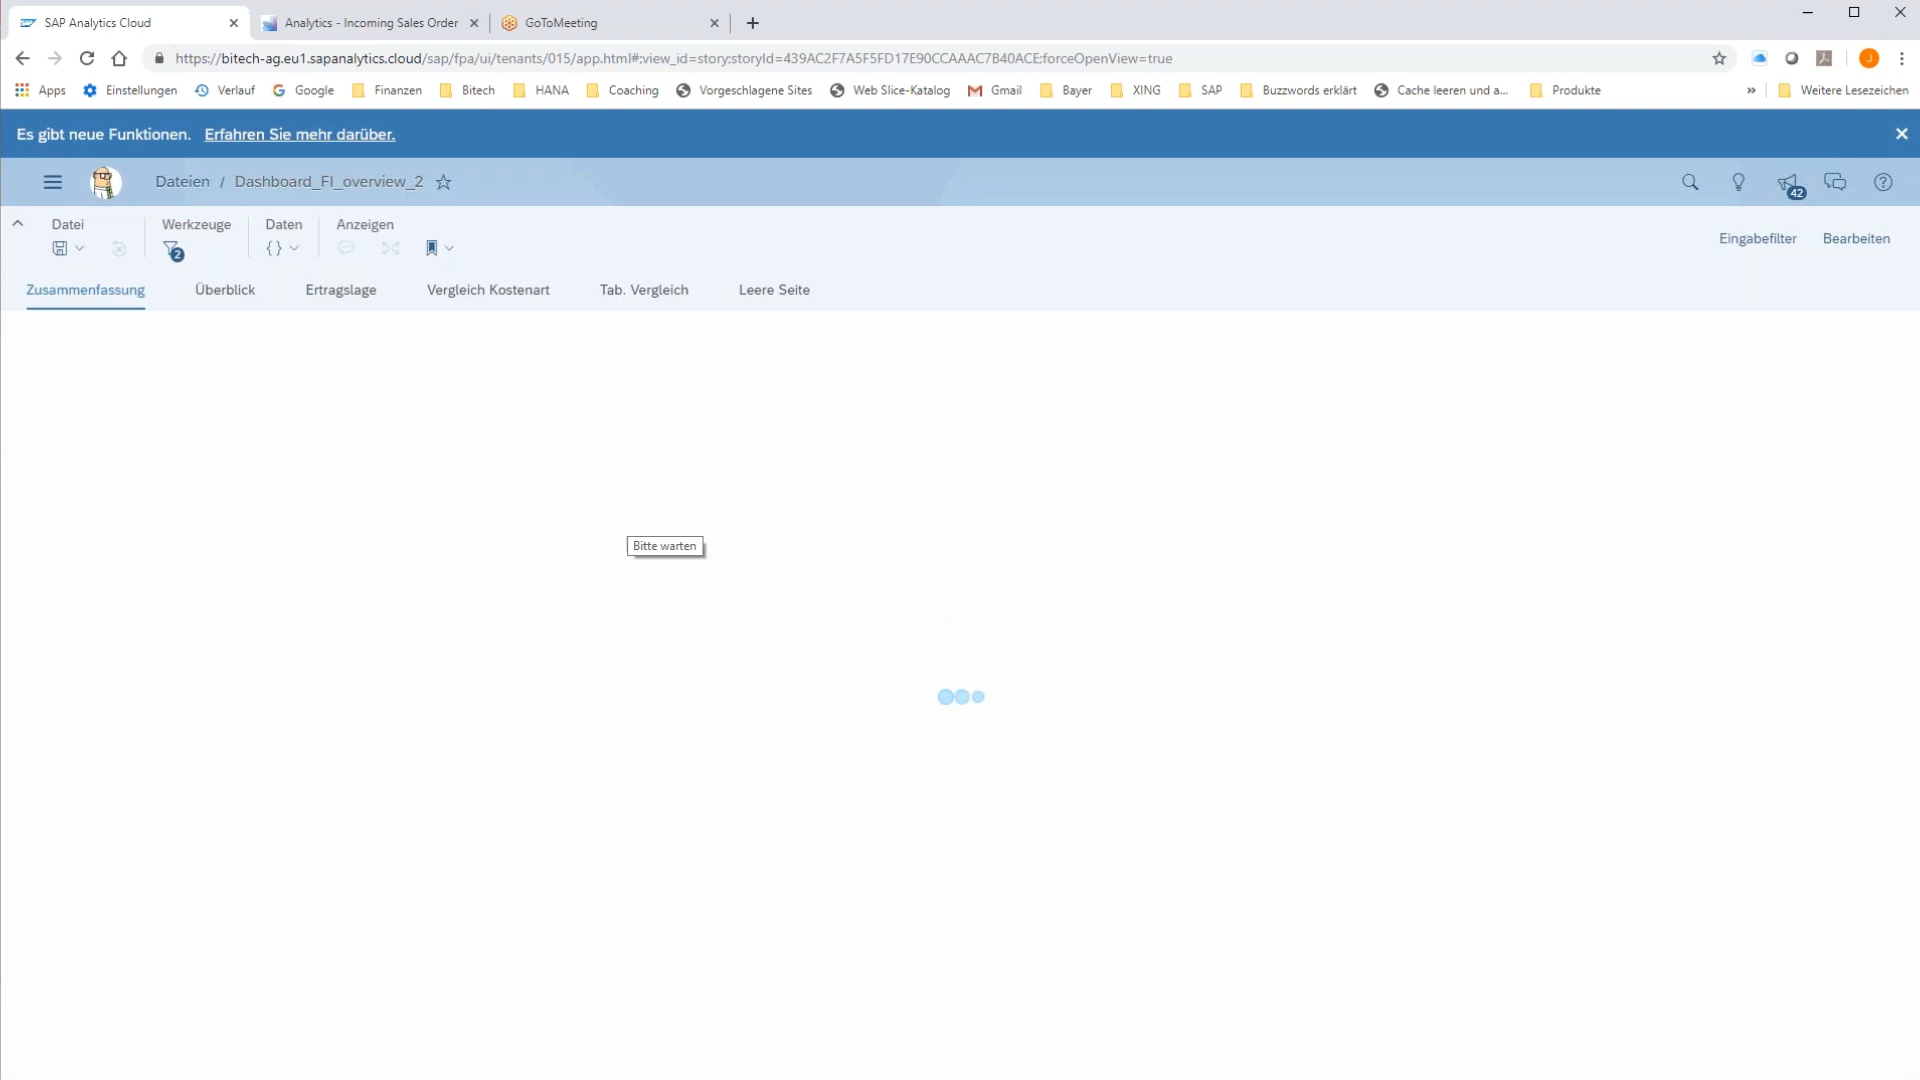 SAP Analytics Cloud
Analytics - Incoming Sales Order
GoToMeeting
https://bitech-ag.eu1.sapanalytics.cloud/sap/fpa/ui/tenants/015/app.html#;view_id=story;storyId=439AC2F7A5F5FD17E90CCAAAC7B40ACE;forceOpenView=true
Apps Einstellungen Verlauf Google Finanzen Bitech HANA Coaching Vorgeschlagene Sites Web Slice-Katalog Gmail Bayer XING SAP Buzzwords erklärt Cache leeren und a... Produkte » Weitere Lesezeichen
Es gibt neue Funktionen. Erfahren Sie mehr darüber.
Dateien / Dashboard_FI_overview_2
42
Datei Werkzeuge Daten Anzeigen
2
Eingabefilter Bearbeiten
Zusammenfassung Überblick Ertragslage Vergleich Kostenart Tab. Vergleich Leere Seite
Bitte warten